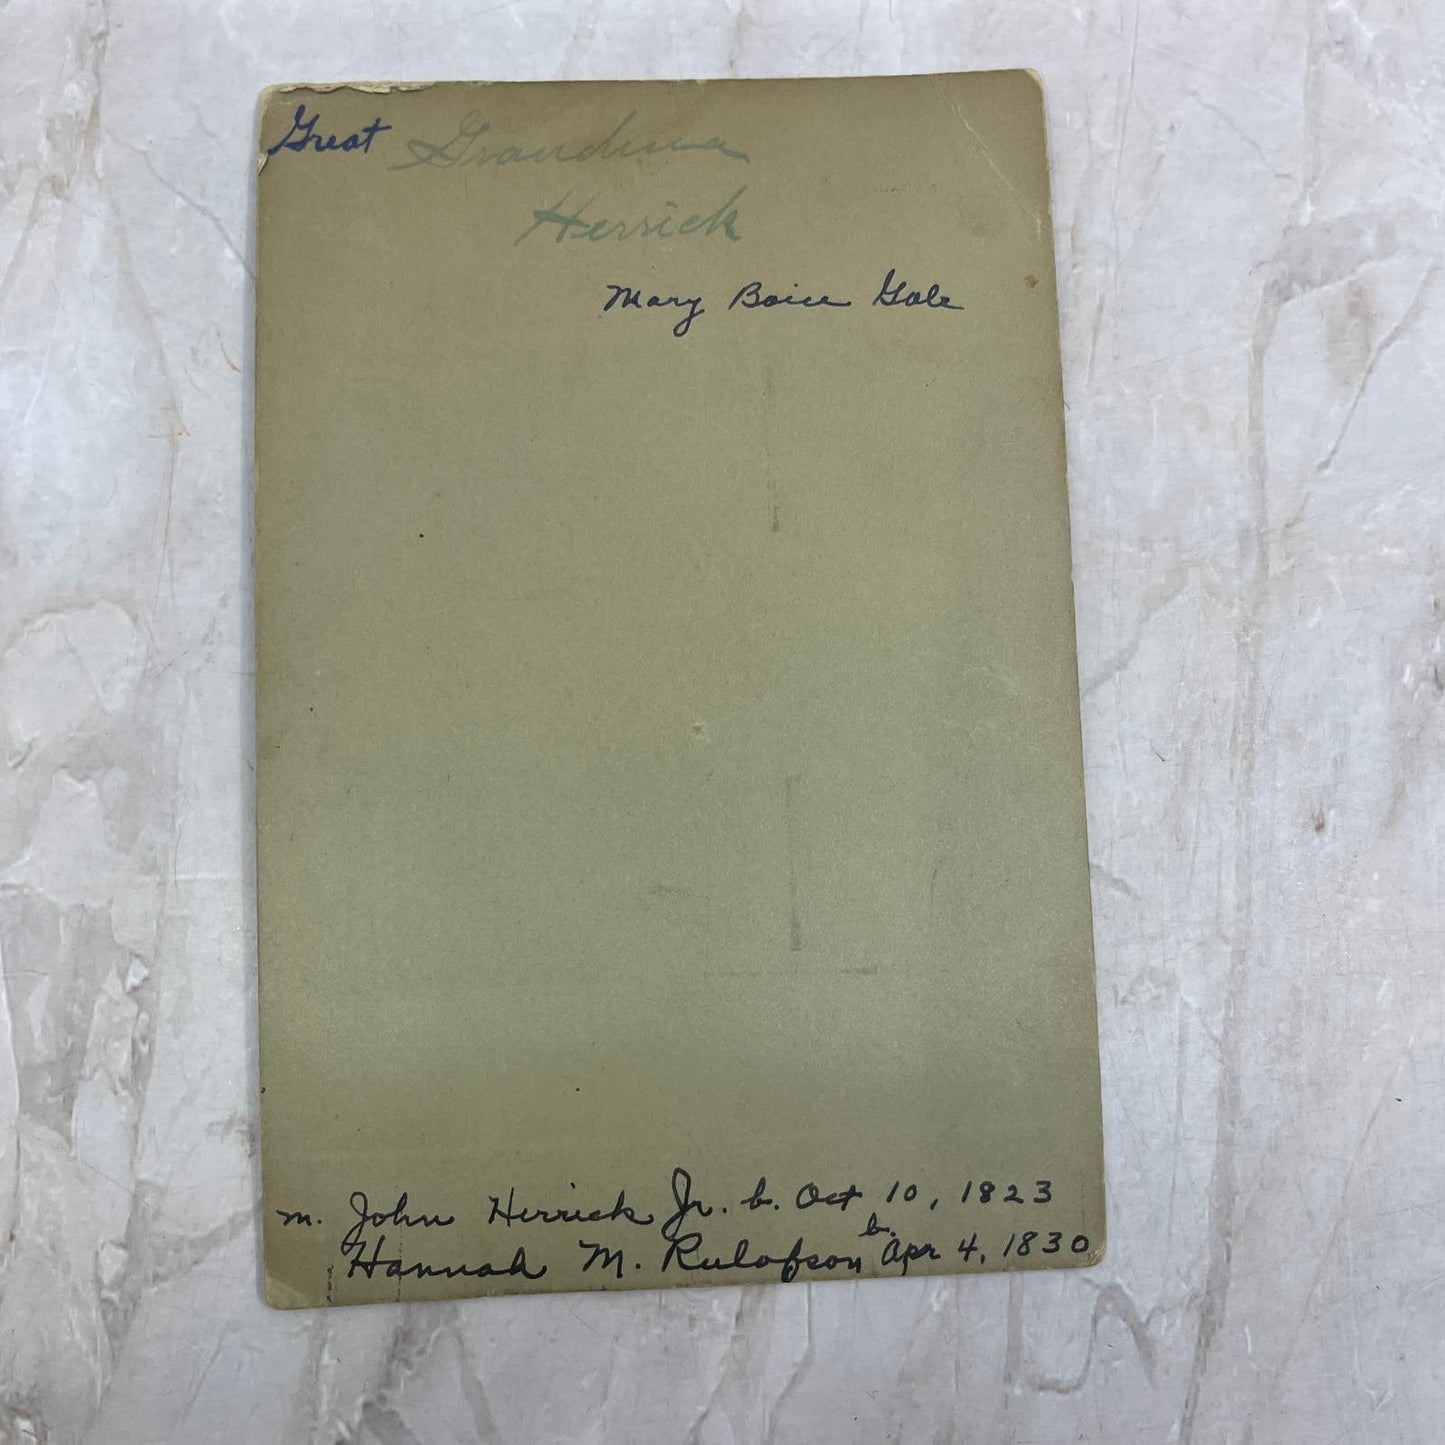 Great Grandma
Herrick
Mary Boice Gale
m. John Herrick Jr. b. Oct 10, 1823
Hannah M. Rulofson b. Apr 4, 1830